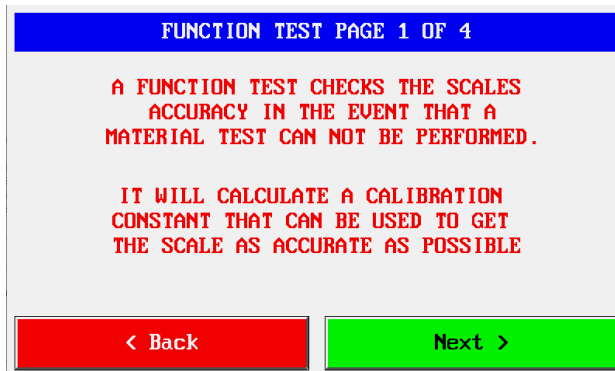 FUNCTION TEST PAGE 1 OF 4
A FUNCTION TEST CHECKS THE SCALES
ACCURACY IN THE EVENT THAT A
MATERIAL TEST CAN NOT BE PERFORMED.
IT WILL CALCULATE A CALIBRATION
CONSTANT THAT CAN BE USED TO GET
THE SCALE AS ACCURATE AS POSSIBLE
< Back
Next >